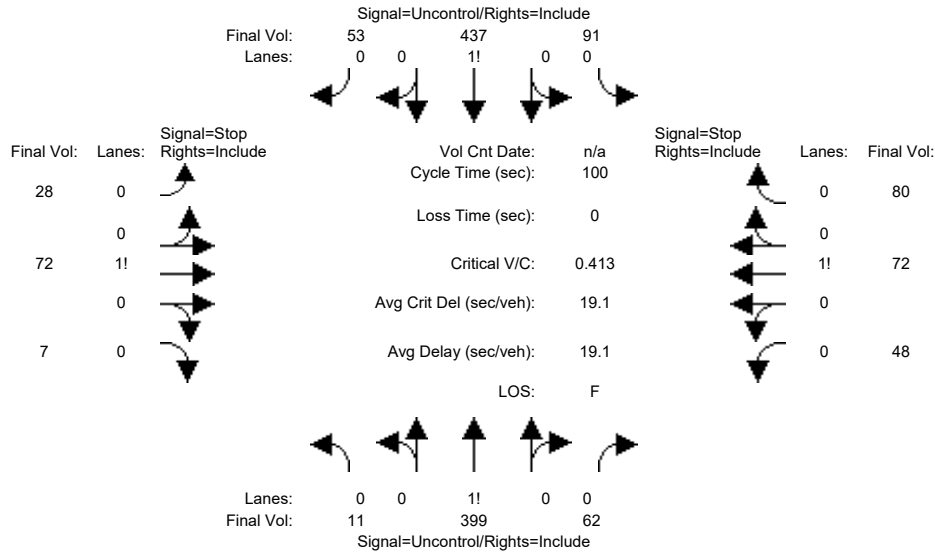 Signal=Uncontrol/Rights=Include
Final Vol: 53 437 91
Lanes: 0 0 1! 0 0
Signal=Stop
Final Vol: Lanes: Rights=Include
28 0
0
72 1! 
0
7 0
Vol Cnt Date: n/a
Cycle Time (sec): 100
Loss Time (sec): 0
Critical V/C: 0.413
Avg Crit Del (sec/veh): 19.1
Avg Delay (sec/veh): 19.1
LOS: F
Signal=Stop
Rights=Include Lanes: Final Vol:
0 80
0
1! 72
0
0 48
Lanes: 0 0 1! 0 0
Final Vol: 11 399 62
Signal=Uncontrol/Rights=Include